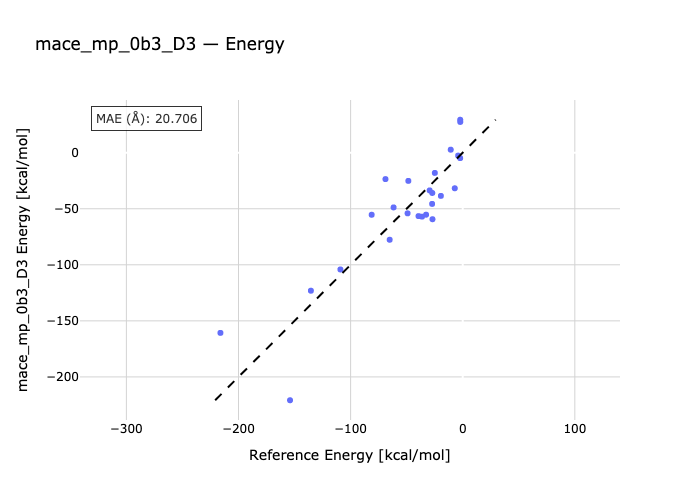 mace_mp_0b3_D3 — Energy
MAE (Å): 20.706
mace_mp_0b3_D3 Energy [kcal/mol]
0
−50
−100
−150
−200
−300
−200
−100
0
100
Reference Energy [kcal/mol]